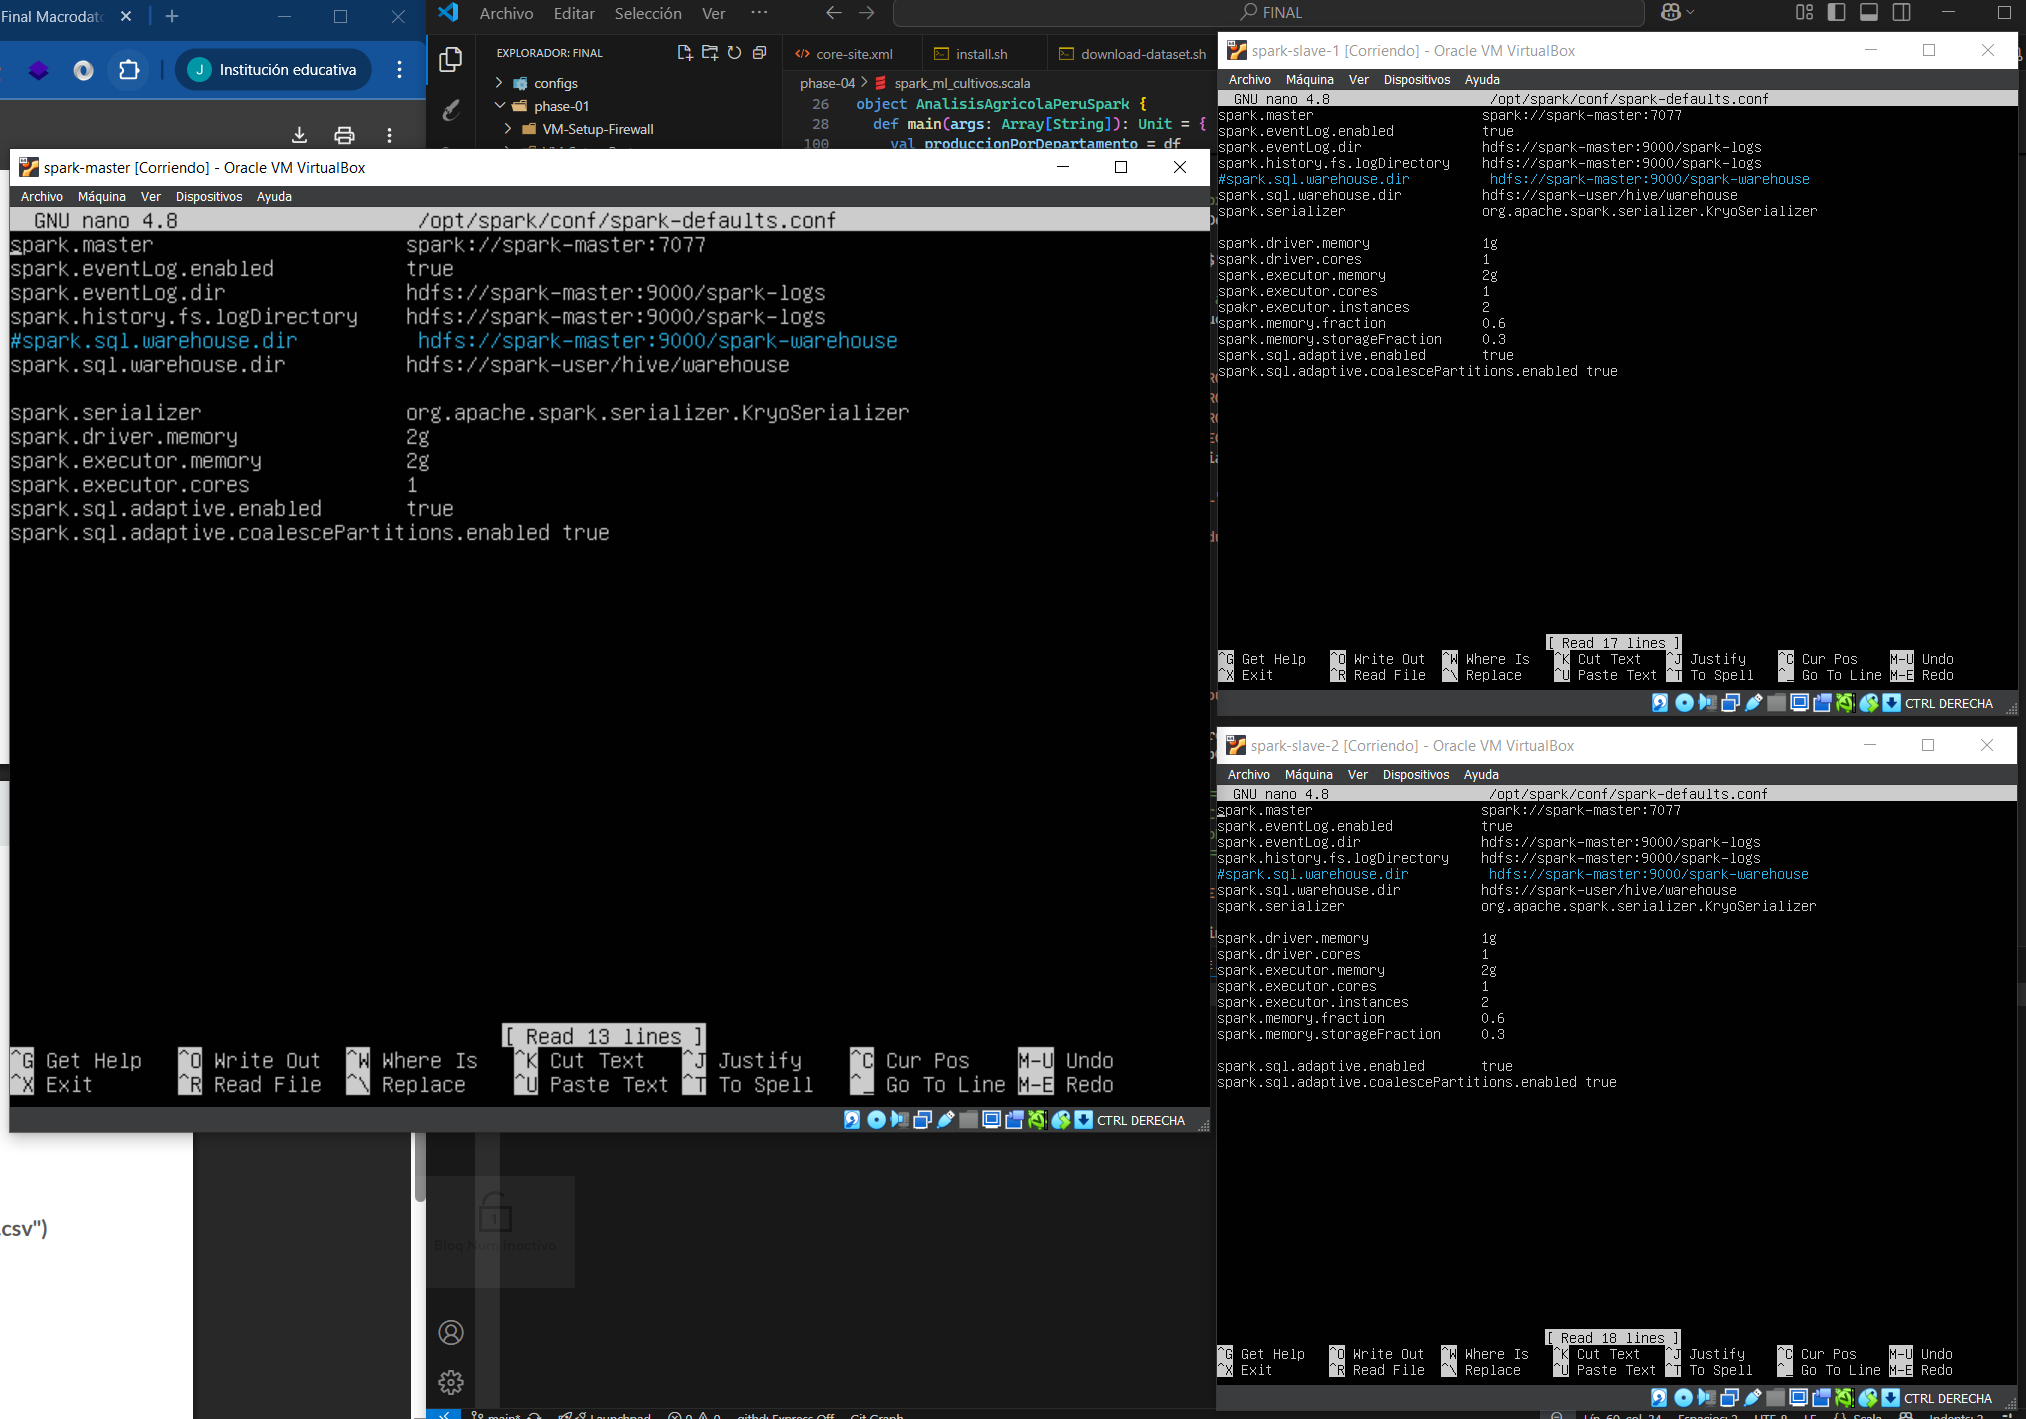 Final Macrodat
Institución educativa
.csv")
Archivo Editar Selección Ver ···
FINAL
EXPLORADOR: FINAL
configs
phase-01
VM-Setup-Firewall
core-site.xml
install.sh
download-dataset.sh
phase-04 > spark_ml_cultivos.scala
26 object AnalisisAgricolaPeruSpark {
28 def main(args: Array[String]): Unit = {
100 val produccionPorDepartamento = df
spark-master [Corriendo] - Oracle VM VirtualBox
Archivo Máquina Ver Dispositivos Ayuda
GNU nano 4.8 /opt/spark/conf/spark-defaults.conf
spark.master spark://spark-master:7077
spark.eventLog.enabled true
spark.eventLog.dir hdfs://spark-master:9000/spark-logs
spark.history.fs.logDirectory hdfs://spark-master:9000/spark-logs
#spark.sql.warehouse.dir hdfs://spark-master:9000/spark-warehouse
spark.sql.warehouse.dir hdfs://spark-user/hive/warehouse
spark.serializer org.apache.spark.serializer.KryoSerializer
spark.driver.memory 2g
spark.executor.memory 2g
spark.executor.cores 1
spark.sql.adaptive.enabled true
spark.sql.adaptive.coalescePartitions.enabled true
[ Read 13 lines ]
^G Get Help ^O Write Out ^W Where Is ^K Cut Text ^J Justify ^C Cur Pos M-U Undo
^X Exit ^R Read File ^\ Replace ^U Paste Text ^T To Spell ^_ Go To Line M-E Redo
CTRL DERECHA
spark-slave-1 [Corriendo] - Oracle VM VirtualBox
Archivo Máquina Ver Dispositivos Ayuda
GNU nano 4.8 /opt/spark/conf/spark-defaults.conf
spark.master spark://spark-master:7077
spark.eventLog.enabled true
spark.eventLog.dir hdfs://spark-master:9000/spark-logs
spark.history.fs.logDirectory hdfs://spark-master:9000/spark-logs
#spark.sql.warehouse.dir hdfs://spark-master:9000/spark-warehouse
spark.sql.warehouse.dir hdfs://spark-user/hive/warehouse
spark.serializer org.apache.spark.serializer.KryoSerializer
spark.driver.memory 1g
spark.driver.cores 1
spark.executor.memory 2g
spark.executor.cores 1
spakr.executor.instances 2
spark.memory.fraction 0.6
spark.memory.storageFraction 0.3
spark.sql.adaptive.enabled true
spark.sql.adaptive.coalescePartitions.enabled true
[ Read 17 lines ]
^G Get Help ^O Write Out ^W Where Is ^K Cut Text ^J Justify ^C Cur Pos M-U Undo
^X Exit ^R Read File ^\ Replace ^U Paste Text ^T To Spell ^_ Go To Line M-E Redo
CTRL DERECHA
spark-slave-2 [Corriendo] - Oracle VM VirtualBox
Archivo Máquina Ver Dispositivos Ayuda
GNU nano 4.8 /opt/spark/conf/spark-defaults.conf
spark.master spark://spark-master:7077
spark.eventLog.enabled true
spark.eventLog.dir hdfs://spark-master:9000/spark-logs
spark.history.fs.logDirectory hdfs://spark-master:9000/spark-logs
#spark.sql.warehouse.dir hdfs://spark-master:9000/spark-warehouse
spark.sql.warehouse.dir hdfs://spark-user/hive/warehouse
spark.serializer org.apache.spark.serializer.KryoSerializer
spark.driver.memory 1g
spark.driver.cores 1
spark.executor.memory 2g
spark.executor.cores 1
spark.executor.instances 2
spark.memory.fraction 0.6
spark.memory.storageFraction 0.3
spark.sql.adaptive.enabled true
spark.sql.adaptive.coalescePartitions.enabled true
[ Read 18 lines ]
^G Get Help ^O Write Out ^W Where Is ^K Cut Text ^J Justify ^C Cur Pos M-U Undo
^X Exit ^R Read File ^\ Replace ^U Paste Text ^T To Spell ^_ Go To Line M-E Redo
CTRL DERECHA
1
Bloq Num inactivo